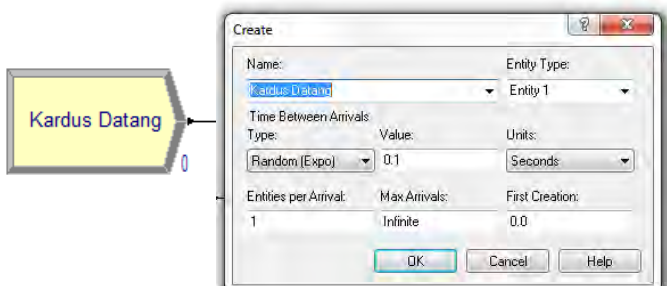 Kardus Datang
0
Create
?
Name:
Entity Type:
Kardus Datang
Entity 1
Time Between Arrivals
Type:
Value:
Units:
Random (Expo)
0.1
Seconds
Entities per Arrival:
Max Arrivals:
First Creation:
1
Infinite
0.0
OK
Cancel
Help